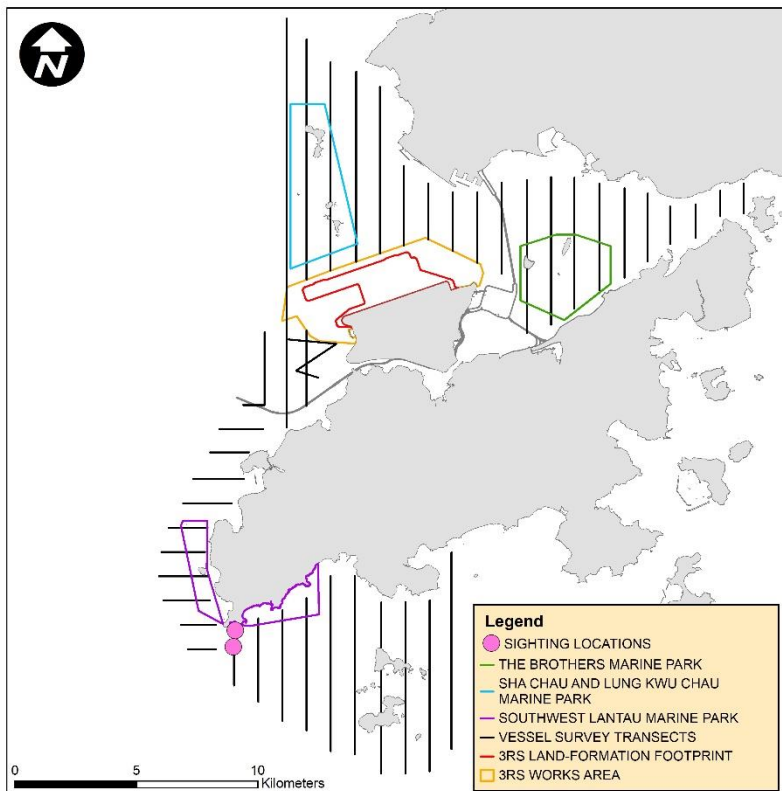 N
Legend
SIGHTING LOCATIONS
THE BROTHERS MARINE PARK
SHA CHAU AND LUNG KWU CHAU
MARINE PARK
SOUTHWEST LANTAU MARINE PARK
VESSEL SURVEY TRANSECTS
3RS LAND-FORMATION FOOTPRINT
3RS WORKS AREA
0 5 10
Kilometers